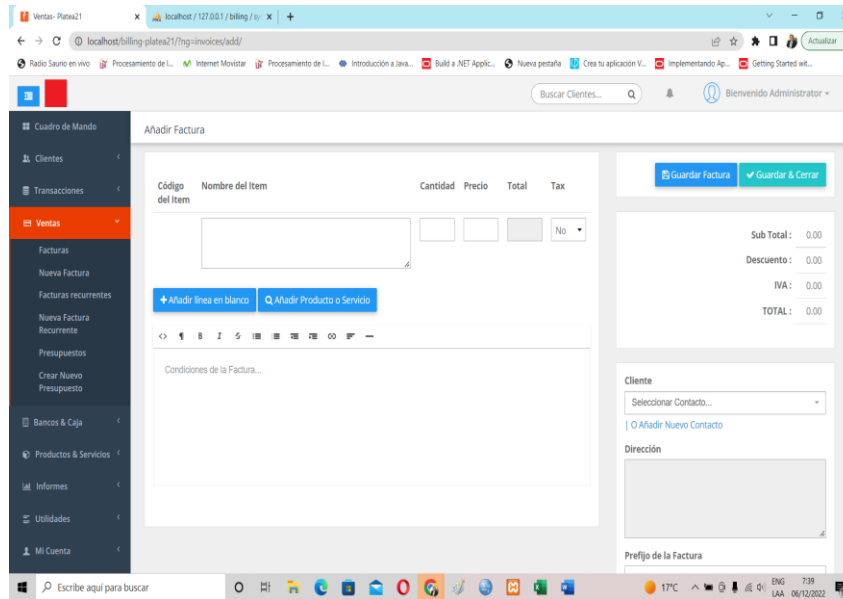 Ventas- Platea21
localhost / 127.0.0.1 / billing / sy
localhost/billing-platea21/?ng=invoices/add/
Actualizar
Radio Saurio en vivo
Procesamiento de l...
Internet Movistar
Procesamiento de l...
Introducción a Java...
Build a .NET Applic...
Nueva pestaña
Crea tu aplicación V...
Implementando Ap...
Getting Started wit...
Buscar Clientes...
Bienvenido Administrator
Cuadro de Mando
Clientes
Transacciones
Ventas
Facturas
Nueva Factura
Facturas recurrentes
Nueva Factura
Recurrente
Presupuestos
Crear Nuevo
Presupuesto
Bancos & Caja
Productos & Servicios
Informes
Utilidades
Mi Cuenta
Añadir Factura
Código
del Item
Nombre del Item
Cantidad
Precio
Total
Tax
No
Añadir línea en blanco
Añadir Producto o Servicio
Condiciones de la Factura...
Guardar Factura
Guardar & Cerrar
Sub Total : 0.00
Descuento : 0.00
IVA : 0.00
TOTAL : 0.00
Cliente
Seleccionar Contacto...
| O Añadir Nuevo Contacto
Dirección
Prefijo de la Factura
Escribe aquí para buscar
17°C
ENG
LAA
7:39
06/12/2022